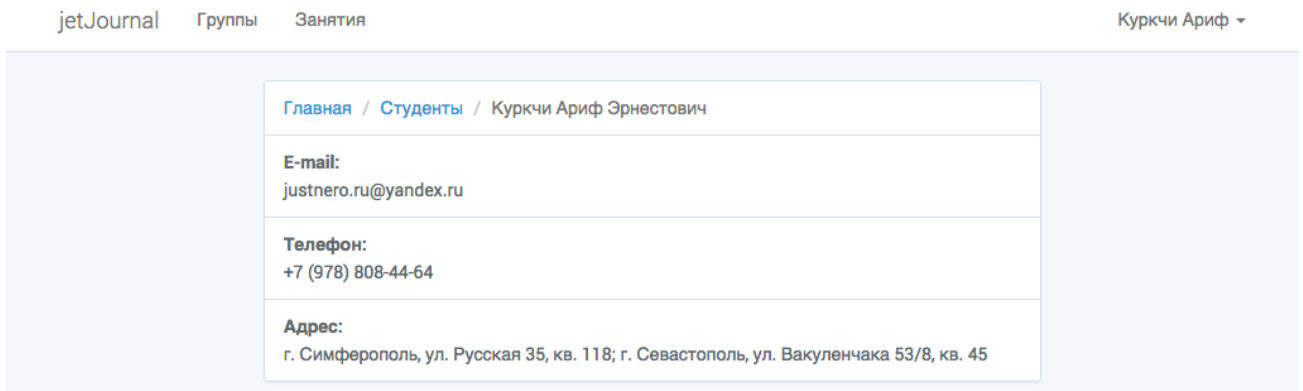 jetJournal Группы Занятия Куркчи Ариф
Главная / Студенты / Куркчи Ариф Эрнестович
E-mail:
justnero.ru@yandex.ru
Телефон:
+7 (978) 808-44-64
Адрес:
г. Симферополь, ул. Русская 35, кв. 118; г. Севастополь, ул. Вакуленчака 53/8, кв. 45